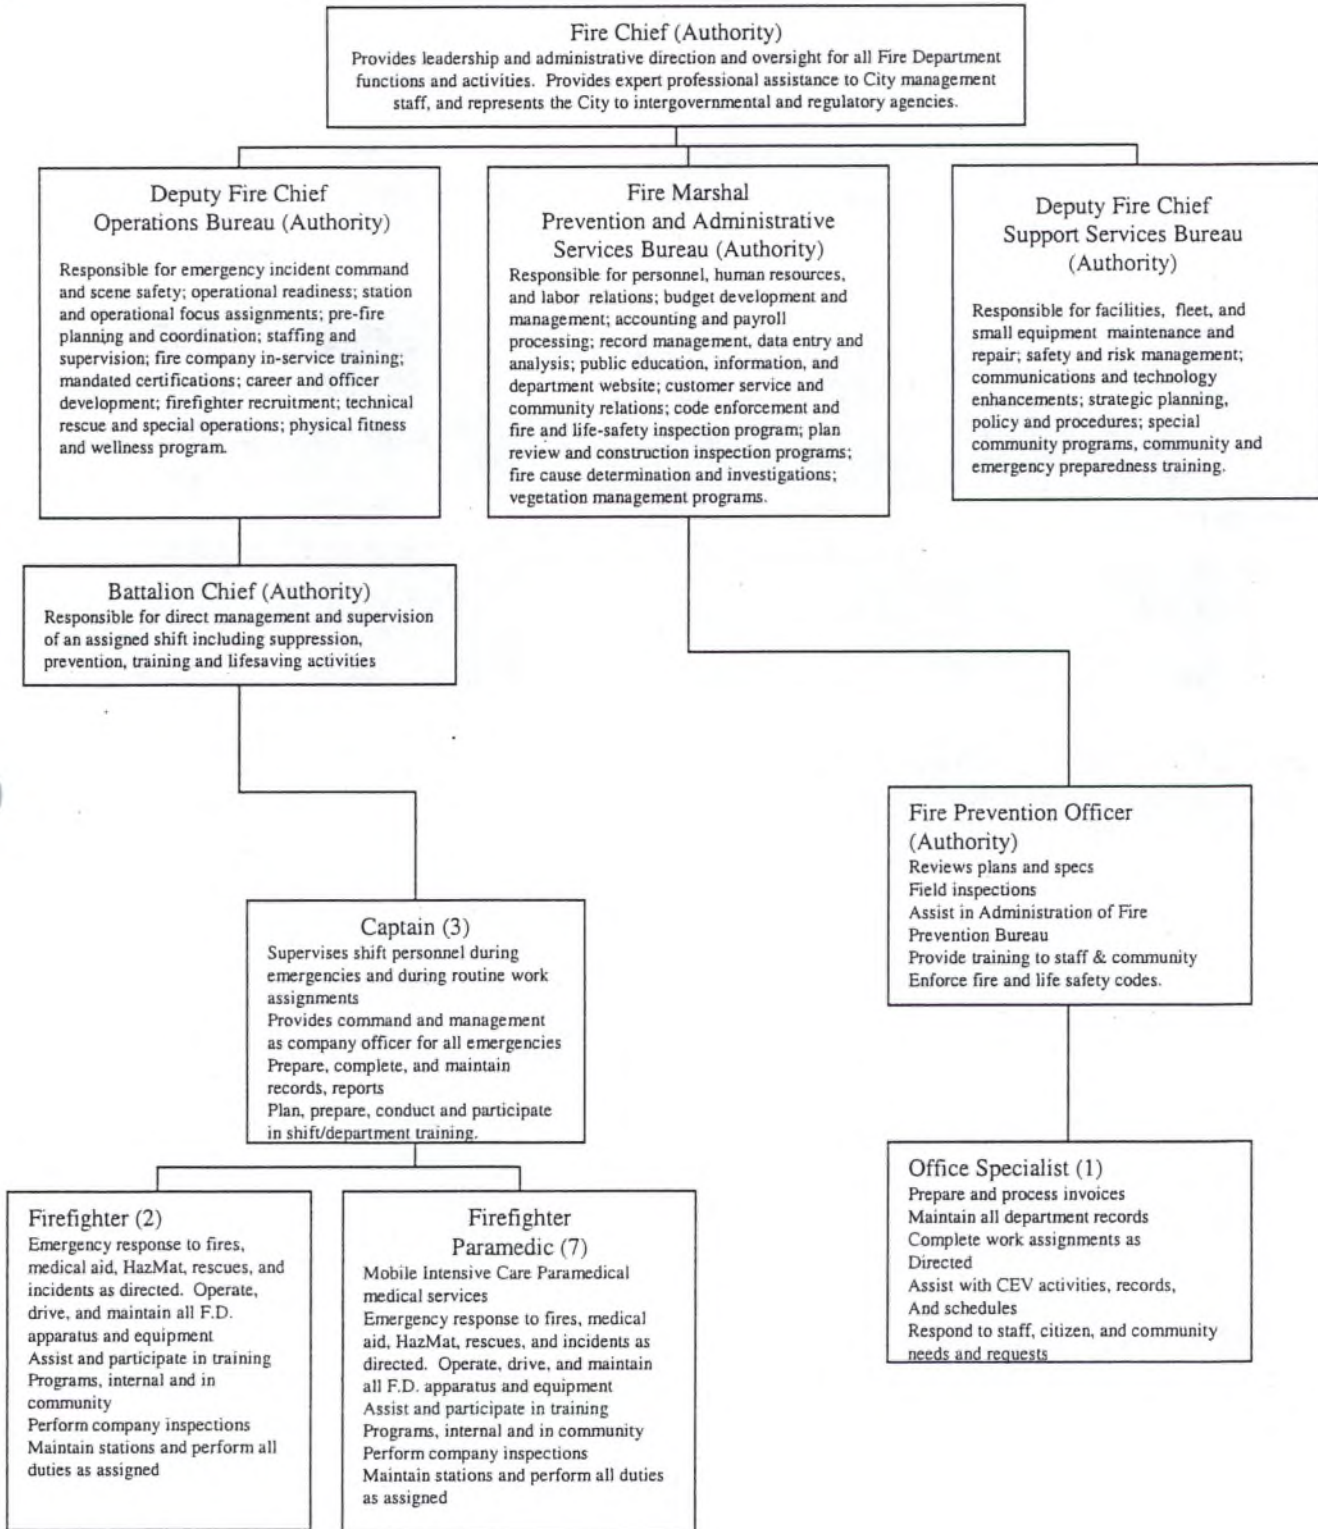 Fire Chief (Authority)
Provides leadership and administrative direction and oversight for all Fire Department
functions and activities. Provides expert professional assistance to City management
staff, and represents the City to intergovernmental and regulatory agencies.
Deputy Fire Chief
Operations Bureau (Authority)
Responsible for emergency incident command
and scene safety; operational readiness; station
and operational focus assignments; pre-fire
planning and coordination; staffing and
supervision; fire company in-service training;
mandated certifications; career and officer
development; firefighter recruitment; technical
rescue and special operations; physical fitness
and wellness program.
Fire Marshal
Prevention and Administrative
Services Bureau (Authority)
Responsible for personnel, human resources,
and labor relations; budget development and
management; accounting and payroll
processing; record management, data entry and
analysis; public education, information, and
department website; customer service and
community relations; code enforcement and
fire and life-safety inspection program; plan
review and construction inspection programs;
fire cause determination and investigations;
vegetation management programs.
Deputy Fire Chief
Support Services Bureau
(Authority)
Responsible for facilities, fleet, and
small equipment maintenance and
repair; safety and risk management;
communications and technology
enhancements; strategic planning,
policy and procedures; special
community programs, community and
emergency preparedness training.
Battalion Chief (Authority)
Responsible for direct management and supervision
of an assigned shift including suppression,
prevention, training and lifesaving activities
Captain (3)
Supervises shift personnel during
emergencies and during routine work
assignments
Provides command and management
as company officer for all emergencies
Prepare, complete, and maintain
records, reports
Plan, prepare, conduct and participate
in shift/department training.
Fire Prevention Officer
(Authority)
Reviews plans and specs
Field inspections
Assist in Administration of Fire
Prevention Bureau
Provide training to staff & community
Enforce fire and life safety codes.
Firefighter (2)
Emergency response to fires,
medical aid, HazMat, rescues, and
incidents as directed. Operate,
drive, and maintain all F.D.
apparatus and equipment
Assist and participate in training
Programs, internal and in
community
Perform company inspections
Maintain stations and perform all
duties as assigned
Firefighter
Paramedic (7)
Mobile Intensive Care Paramedical
medical services
Emergency response to fires, medical
aid, HazMat, rescues, and incidents as
directed. Operate, drive, and maintain
all F.D. apparatus and equipment
Assist and participate in training
Programs, internal and in community
Perform company inspections
Maintain stations and perform all duties
as assigned
Office Specialist (1)
Prepare and process invoices
Maintain all department records
Complete work assignments as
Directed
Assist with CEV activities, records,
And schedules
Respond to staff, citizen, and community
needs and requests